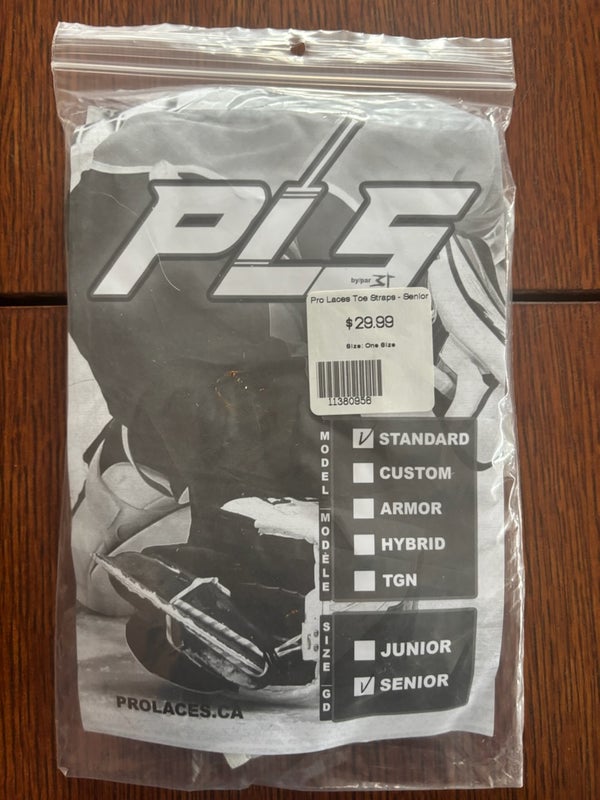 PLS
by/par 3T
Pro Laces Toe Straps - Senior
$29.99
Size: One Size
11380956
MODEL MODÈLE
STANDARD
CUSTOM
ARMOR
HYBRID
TGN
SIZE GD
JUNIOR
SENIOR
PROLACES.CA